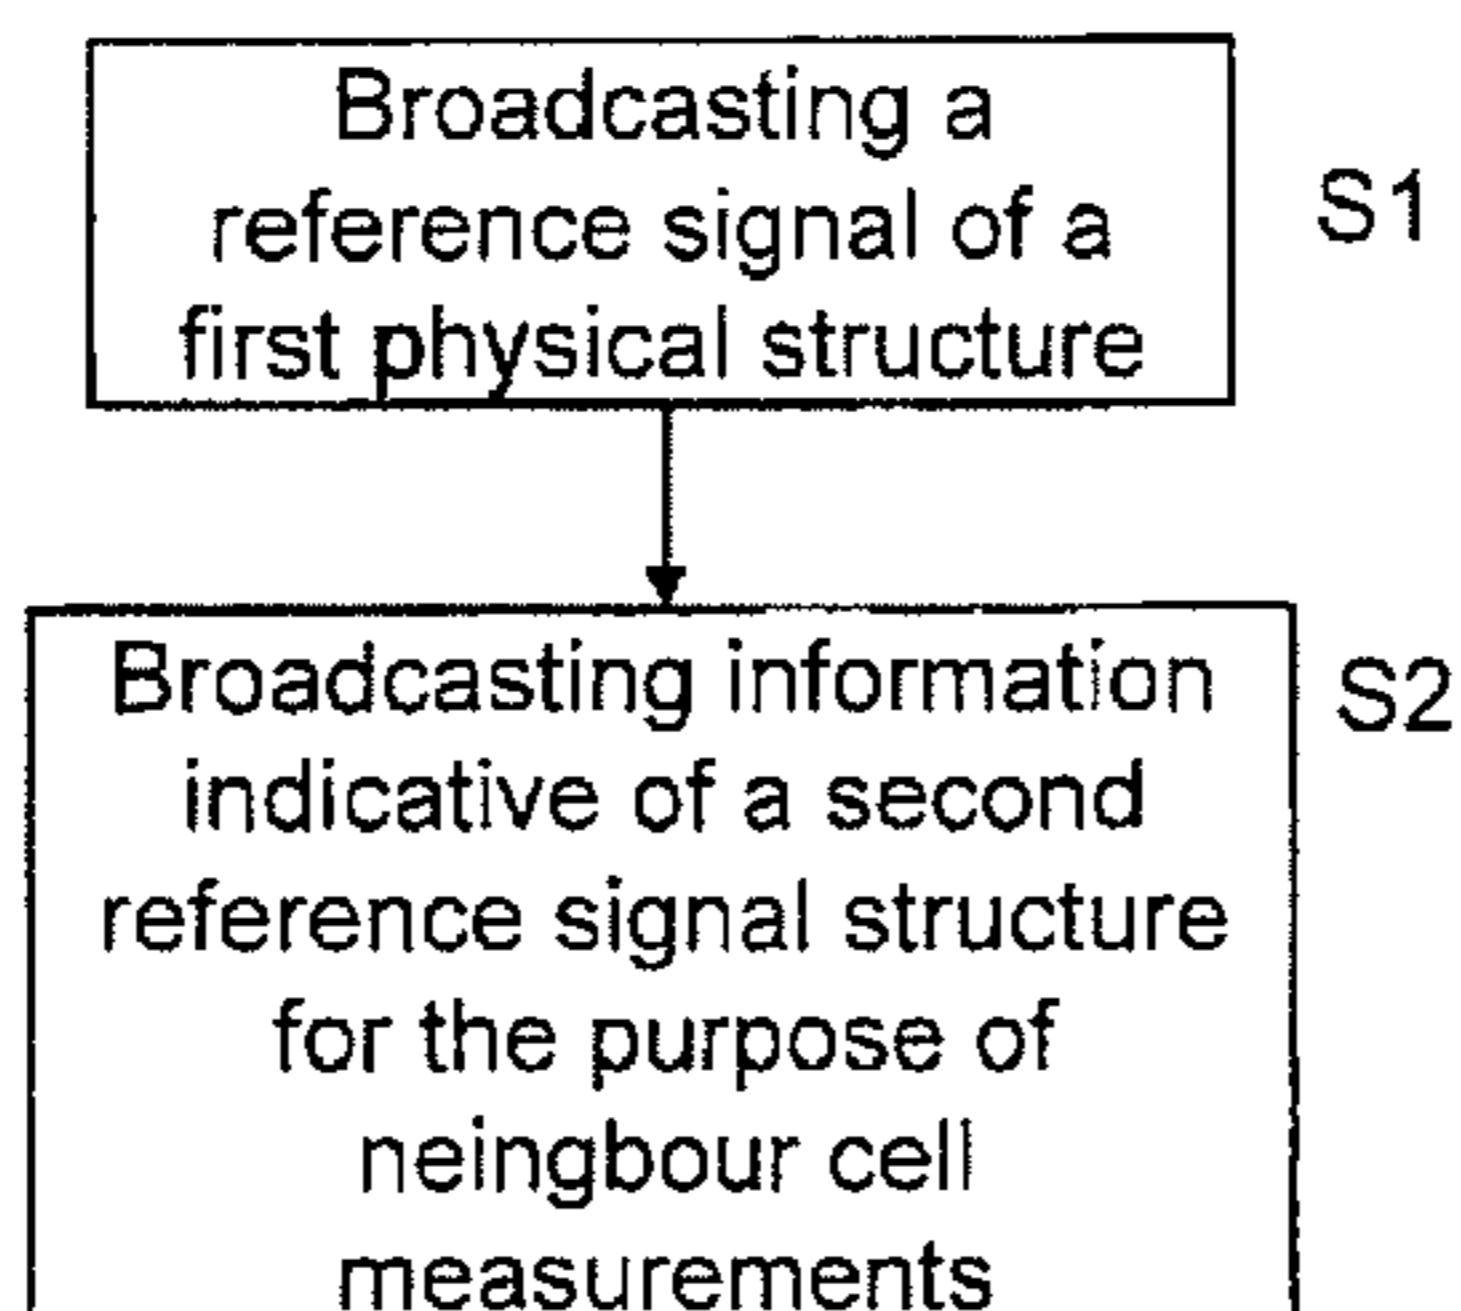 Broadcasting a
reference signal of a
first physical structure
S1
Broadcasting information
indicative of a second
reference signal structure
for the purpose of
neingbour cell
measurements
S2